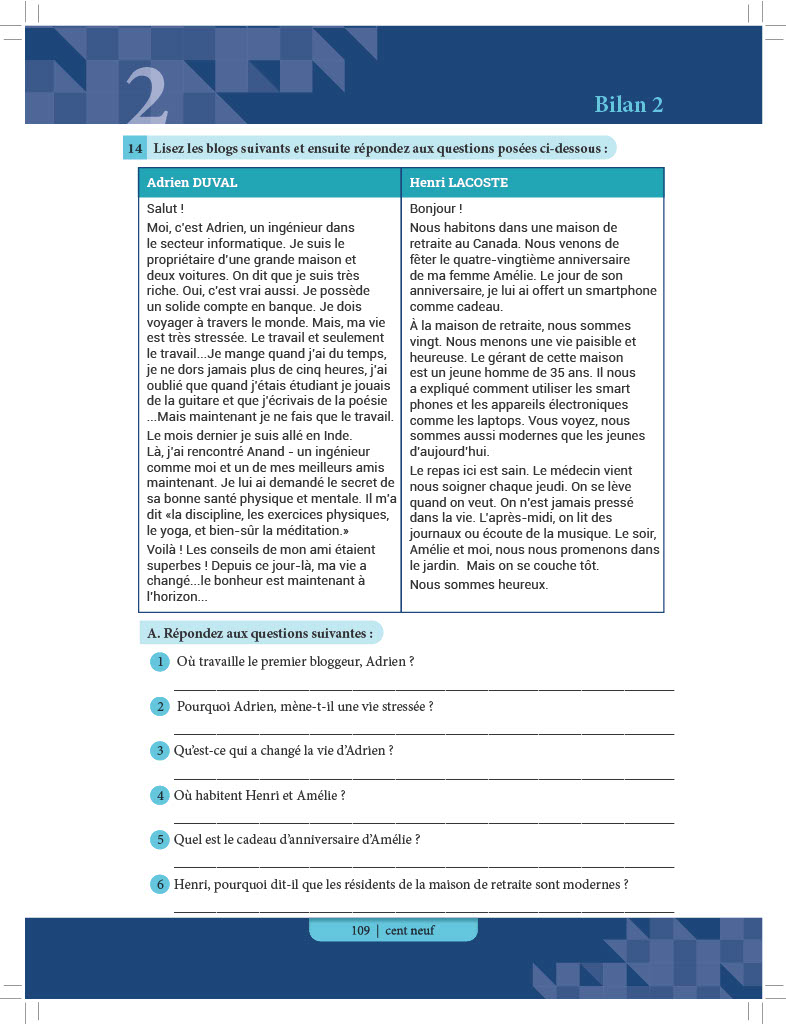 2
Bilan 2
14 Lisez les blogs suivants et ensuite répondez aux questions posées ci-dessous :
Adrien DUVAL
Salut !
Moi, c'est Adrien, un ingénieur dans
le secteur informatique. Je suis le
propriétaire d'une grande maison et
deux voitures. On dit que je suis très
riche. Oui, c'est vrai aussi. Je possède
un solide compte en banque. Je dois
voyager à travers le monde. Mais, ma vie
est très stressée. Le travail et seulement
le travail...Je mange quand j'ai du temps,
je ne dors jamais plus de cinq heures, j'ai
oublié que quand j'étais étudiant je jouais
de la guitare et que j'écrivais de la poésie
...Mais maintenant je ne fais que le travail.
Le mois dernier je suis allé en Inde.
Là, j'ai rencontré Anand - un ingénieur
comme moi et un de mes meilleurs amis
maintenant. Je lui ai demandé le secret de
sa bonne santé physique et mentale. Il m'a
dit «la discipline, les exercices physiques,
le yoga, et bien-sûr la méditation.»
Voilà ! Les conseils de mon ami étaient
superbes ! Depuis ce jour-là, ma vie a
changé...le bonheur est maintenant à
l'horizon...
Henri LACOSTE
Bonjour !
Nous habitons dans une maison de
retraite au Canada. Nous venons de
fêter le quatre-vingtième anniversaire
de ma femme Amélie. Le jour de son
anniversaire, je lui ai offert un smartphone
comme cadeau.
À la maison de retraite, nous sommes
vingt. Nous menons une vie paisible et
heureuse. Le gérant de cette maison
est un jeune homme de 35 ans. Il nous
a expliqué comment utiliser les smart
phones et les appareils électroniques
comme les laptops. Vous voyez, nous
sommes aussi modernes que les jeunes
d'aujourd'hui.
Le repas ici est sain. Le médecin vient
nous soigner chaque jeudi. On se lève
quand on veut. On n'est jamais pressé
dans la vie. L'après-midi, on lit des
journaux ou écoute de la musique. Le soir,
Amélie et moi, nous nous promenons dans
le jardin. Mais on se couche tôt.
Nous sommes heureux.
A. Répondez aux questions suivantes :
1 Où travaille le premier bloggeur, Adrien ?
2 Pourquoi Adrien, mène-t-il une vie stressée ?
3 Qu'est-ce qui a changé la vie d'Adrien ?
4 Où habitent Henri et Amélie ?
5 Quel est le cadeau d'anniversaire d'Amélie ?
6 Henri, pourquoi dit-il que les résidents de la maison de retraite sont modernes ?
109 | cent neuf